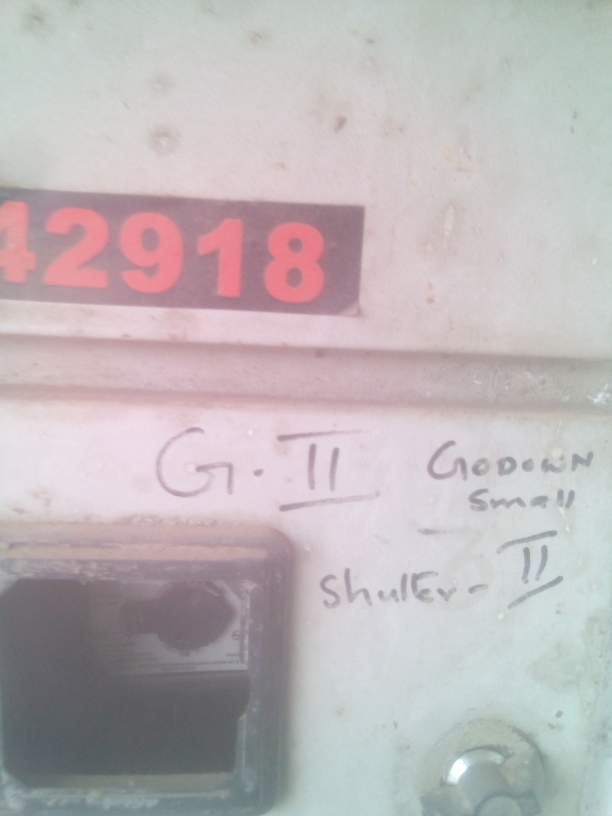 42918
G.II
GODOWN
small
Shutter-II